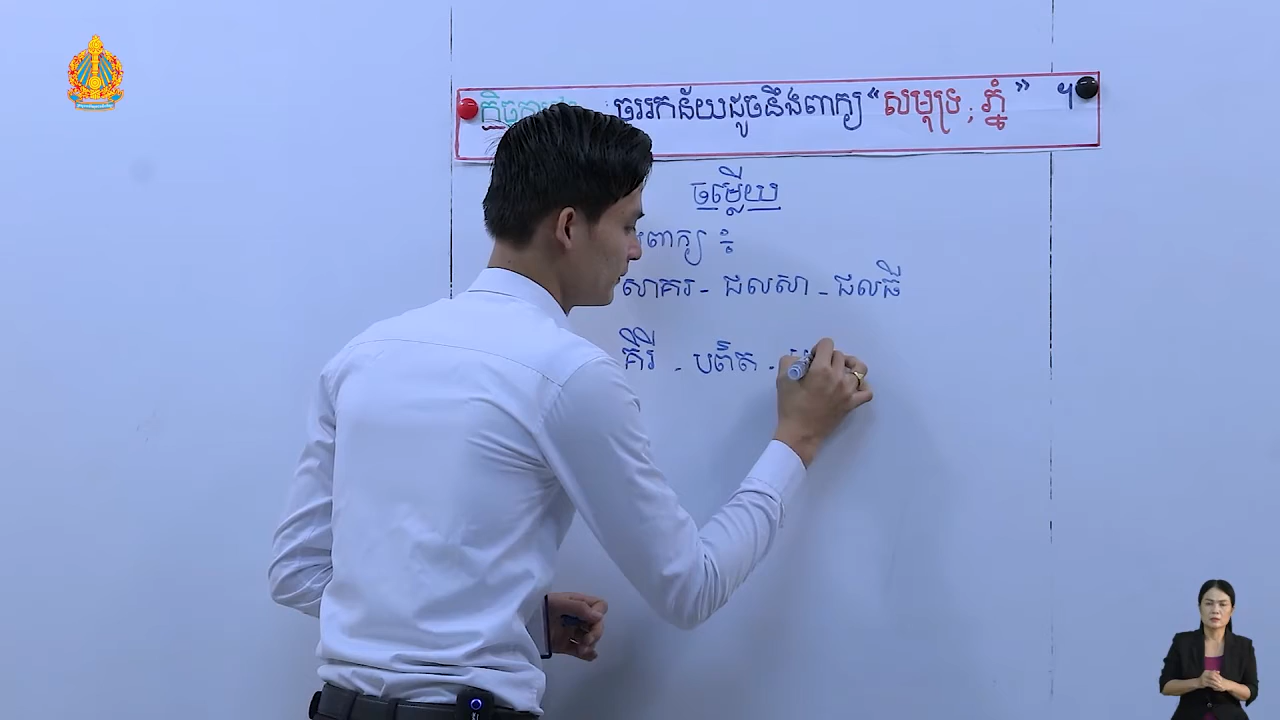 ចូររកន័យដូចនឹងពាក្យ “សមុទ្រ ; ភ្នំ” ។
ចម្លើយ
ពាក្យ ៖
សាគរ - ជលសា - ជលធី
គិរី - បព៌ត -